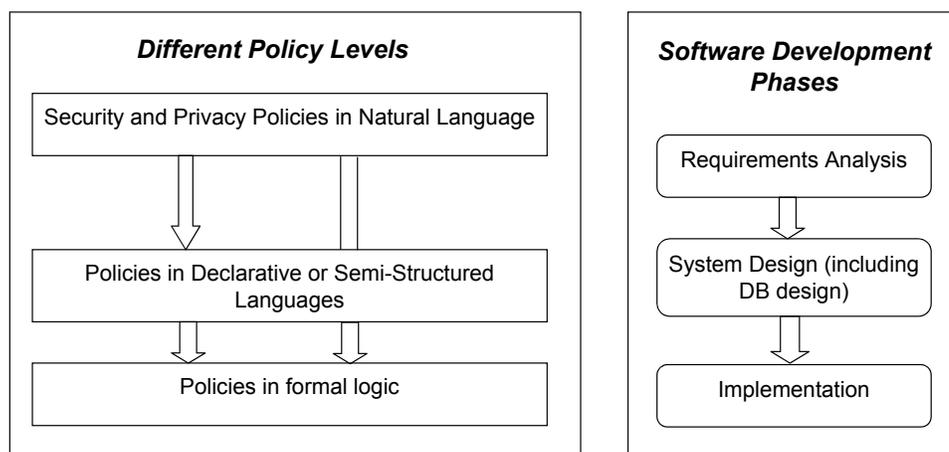 Different Policy Levels
Security and Privacy Policies in Natural Language
Policies in Declarative or Semi-Structured
Languages
Policies in formal logic
Software Development
Phases
Requirements Analysis
System Design (including
DB design)
Implementation